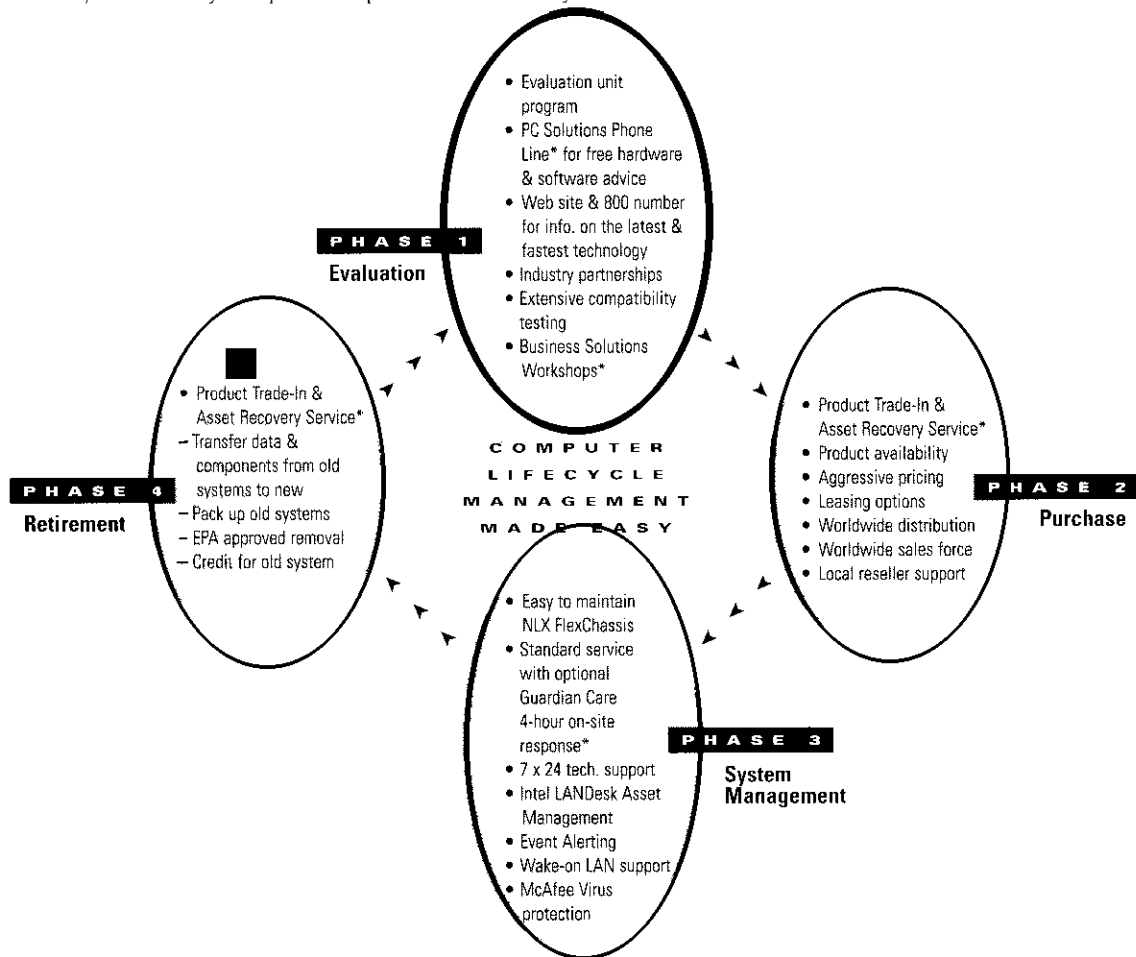 • Evaluation unit
program
• PC Solutions Phone
Line* for free hardware
& software advice
• Web site & 800 number
for info. on the latest &
fastest technology
• Industry partnerships
• Extensive compatibility
testing
• Business Solutions
Workshops*
PHASE 1
Evaluation
• Product Trade-In &
Asset Recovery Service*
• Product availability
• Aggressive pricing
• Leasing options
• Worldwide distribution
• Worldwide sales force
• Local reseller support
PHASE 2
Purchase
COMPUTER
LIFECYCLE
MANAGEMENT
MADE EASY
• Easy to maintain
NLX FlexChassis
• Standard service
with optional
Guardian Care
4-hour on-site
response*
• 7 x 24 tech. support
• Intel LANDesk Asset
Management
• Event Alerting
• Wake-on LAN support
• McAfee Virus
protection
PHASE 3
System
Management
• Product Trade-In &
Asset Recovery Service*
– Transfer data &
components from old
systems to new
– Pack up old systems
– EPA approved removal
– Credit for old system
PHASE 4
Retirement